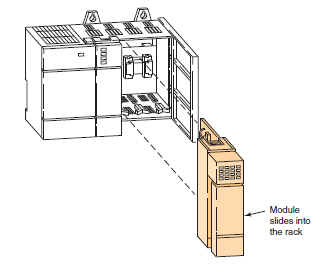 Module
slides into
the rack